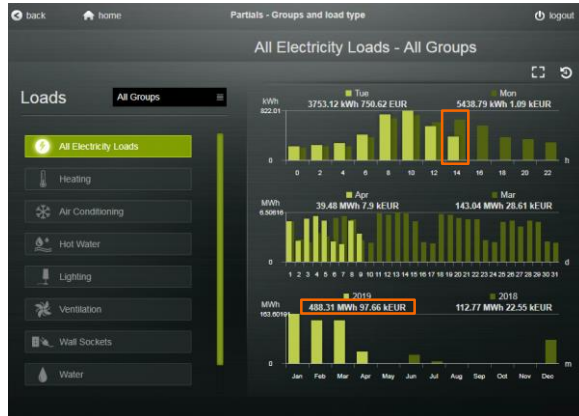 back home Partials - Groups and load type logout
All Electricity Loads - All Groups
Loads All Groups
All Electricity Loads
Heating
Air Conditioning
Hot Water
Lighting
Ventilation
Wall Sockets
Water
Tue Mon
kWh 3753.12 kWh 750.62 EUR 5438.79 kWh 1.09 kEUR
822.01
0 h
0 2 4 6 8 10 12 14 16 18 20 22
Apr Mar
MWh 39.48 MWh 7.9 kEUR 143.04 MWh 28.61 kEUR
6.50616
0 d
1 2 3 4 5 6 7 8 9 10 11 12 13 14 15 16 17 18 19 20 21 22 23 24 25 26 27 28 29 30 31
2019 2018
MWh 488.31 MWh 97.66 kEUR 112.77 MWh 22.55 kEUR
163.60191
0 m
Jan Feb Mar Apr May Jun Jul Aug Sep Oct Nov Dec